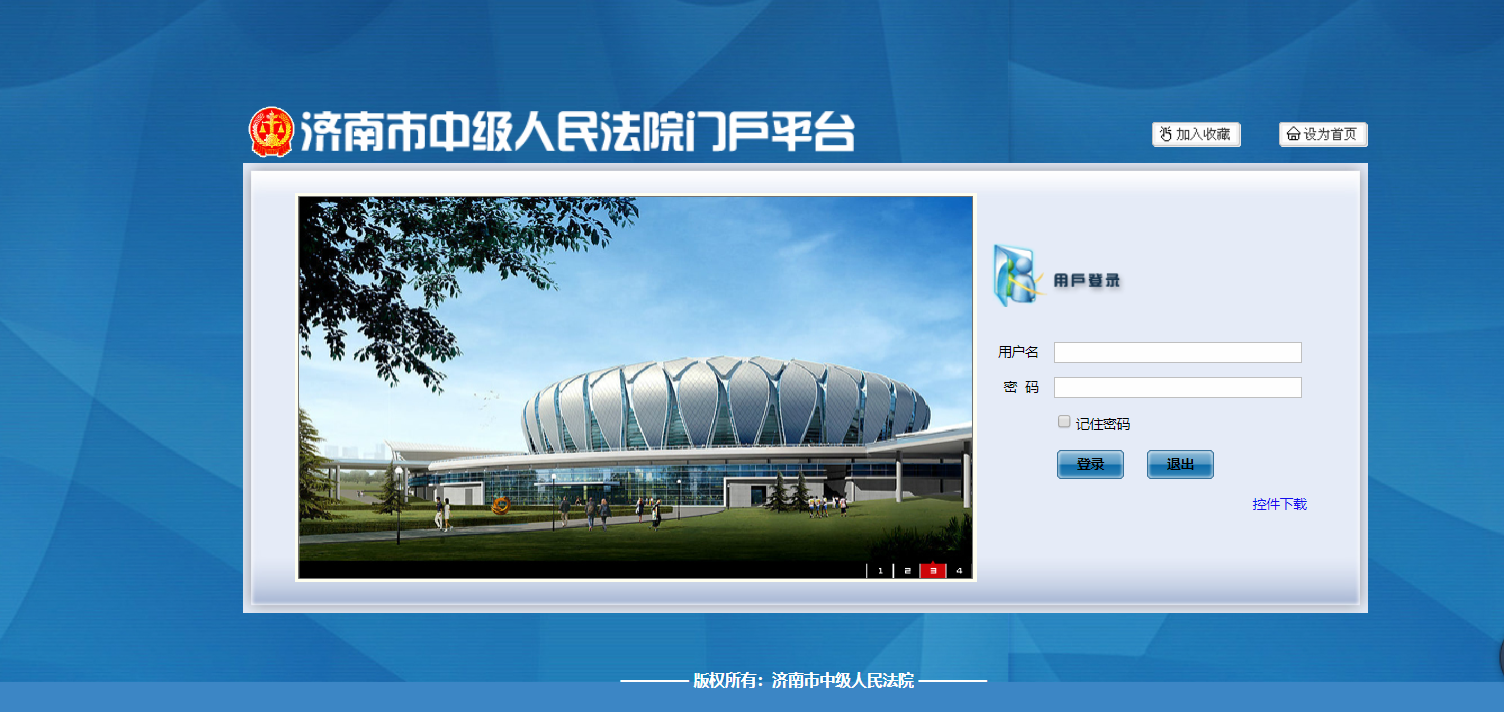 济南市中级人民法院门户平台
加入收藏
设为首页
用户登录
用户名
密 码
记住密码
登录
退出
控件下载
1 2 3 4
版权所有：济南市中级人民法院